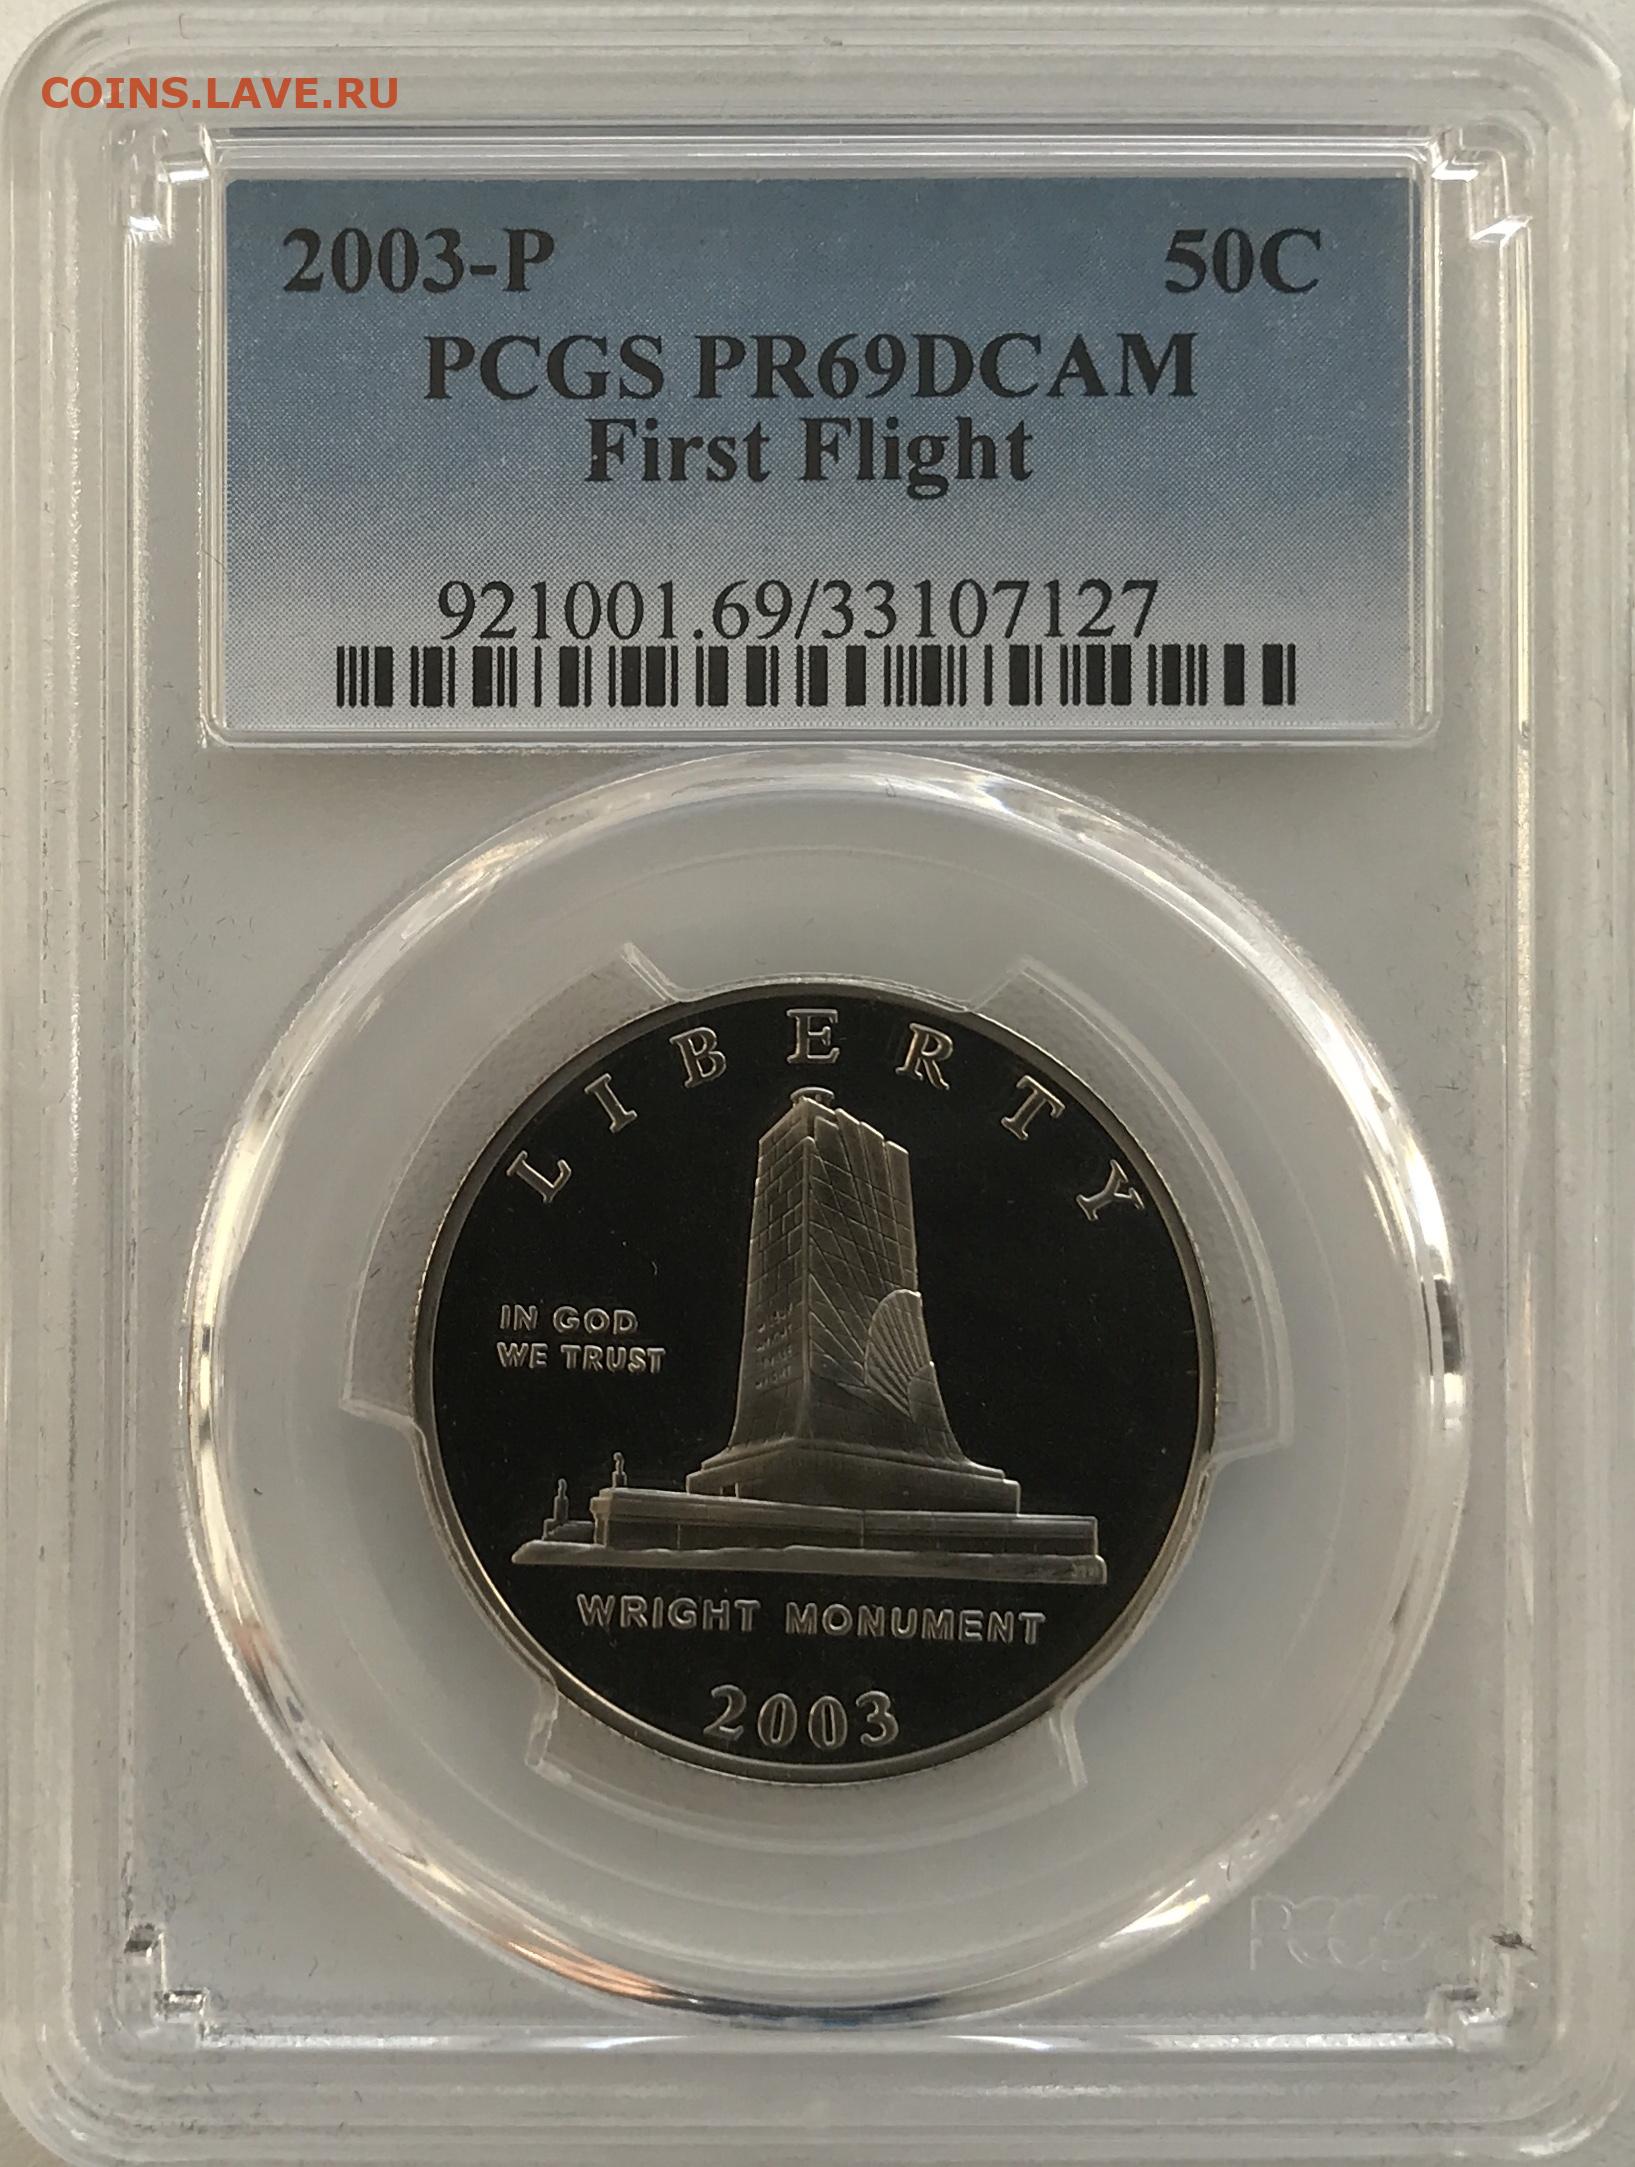 COINS.LAVE.RU
2003-P 50C
PCGS PR69DCAM
First Flight
921001.69/33107127
LIBERTY
IN GOD
WE TRUST
WRIGHT MONUMENT
2003
PCGS